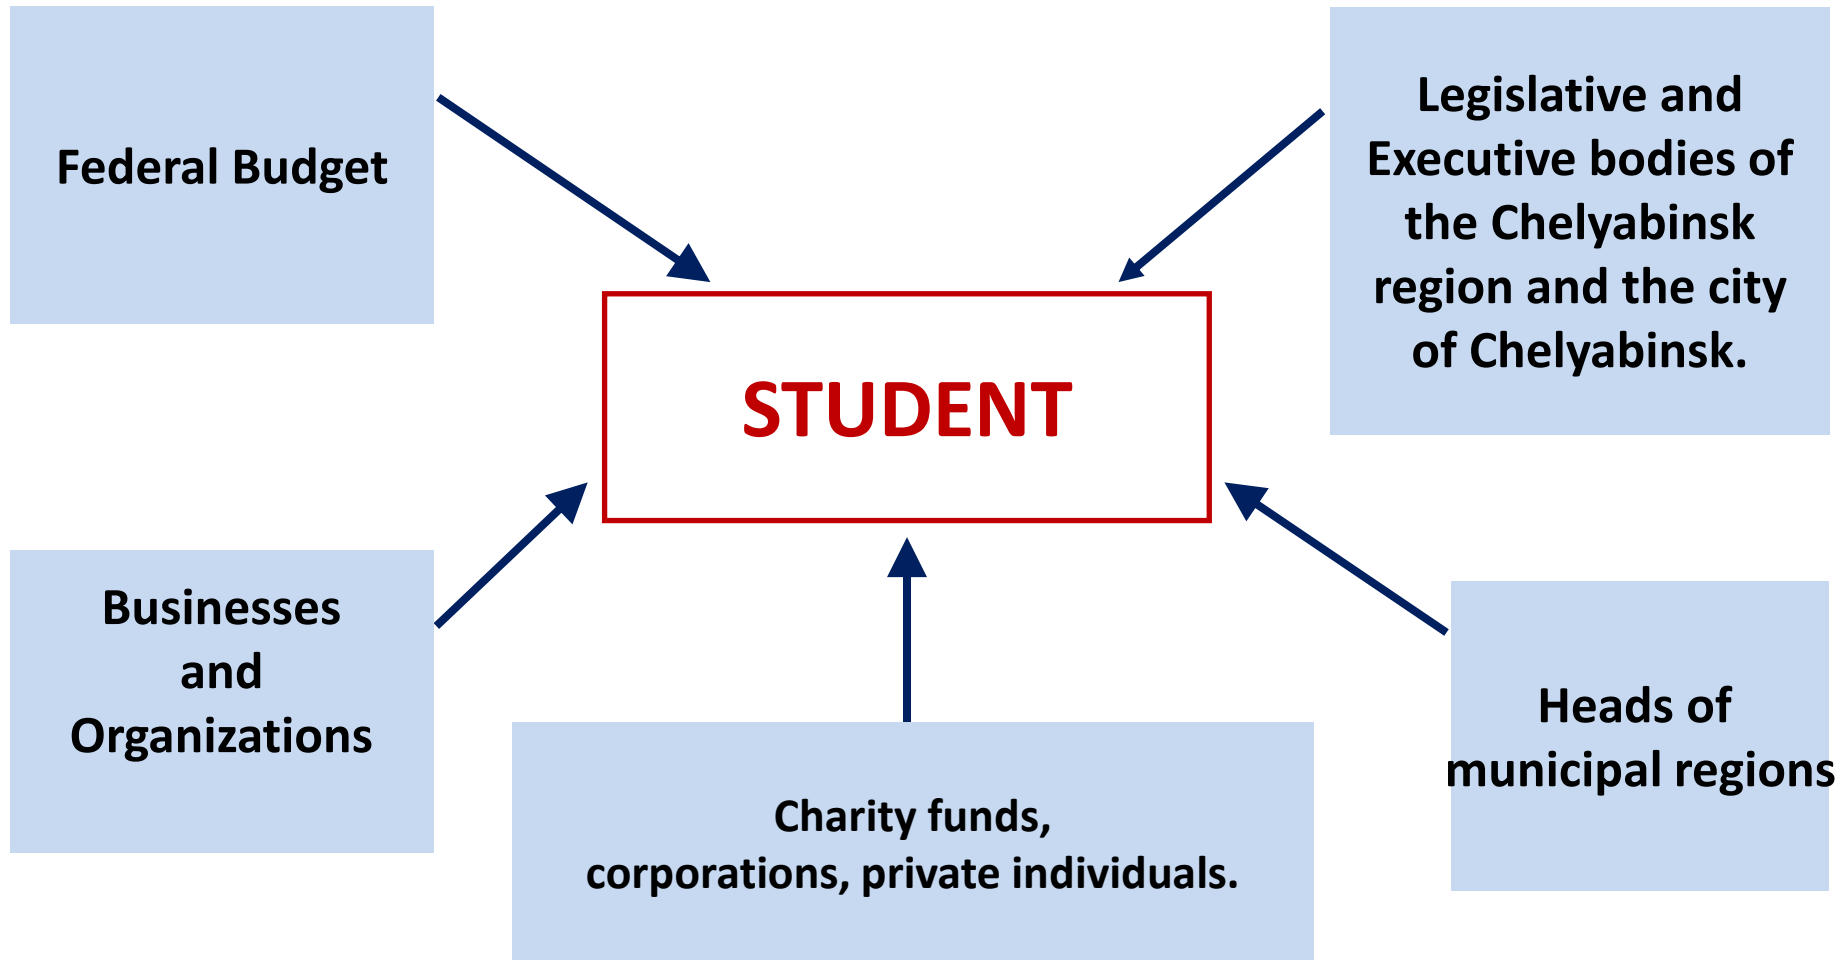 Federal Budget
Legislative and
Executive bodies of
the Chelyabinsk
region and the city
of Chelyabinsk.
STUDENT
Businesses
and
Organizations
Charity funds,
corporations, private individuals.
Heads of
municipal regions